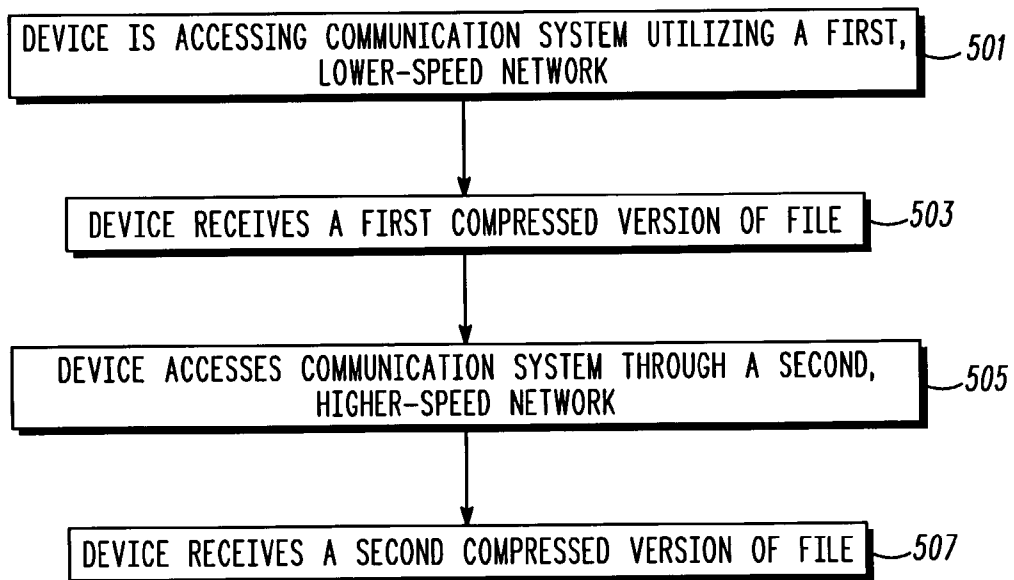 DEVICE IS ACCESSING COMMUNICATION SYSTEM UTILIZING A FIRST,
LOWER-SPEED NETWORK
501
DEVICE RECEIVES A FIRST COMPRESSED VERSION OF FILE
503
DEVICE ACCESSES COMMUNICATION SYSTEM THROUGH A SECOND,
HIGHER-SPEED NETWORK
505
DEVICE RECEIVES A SECOND COMPRESSED VERSION OF FILE
507